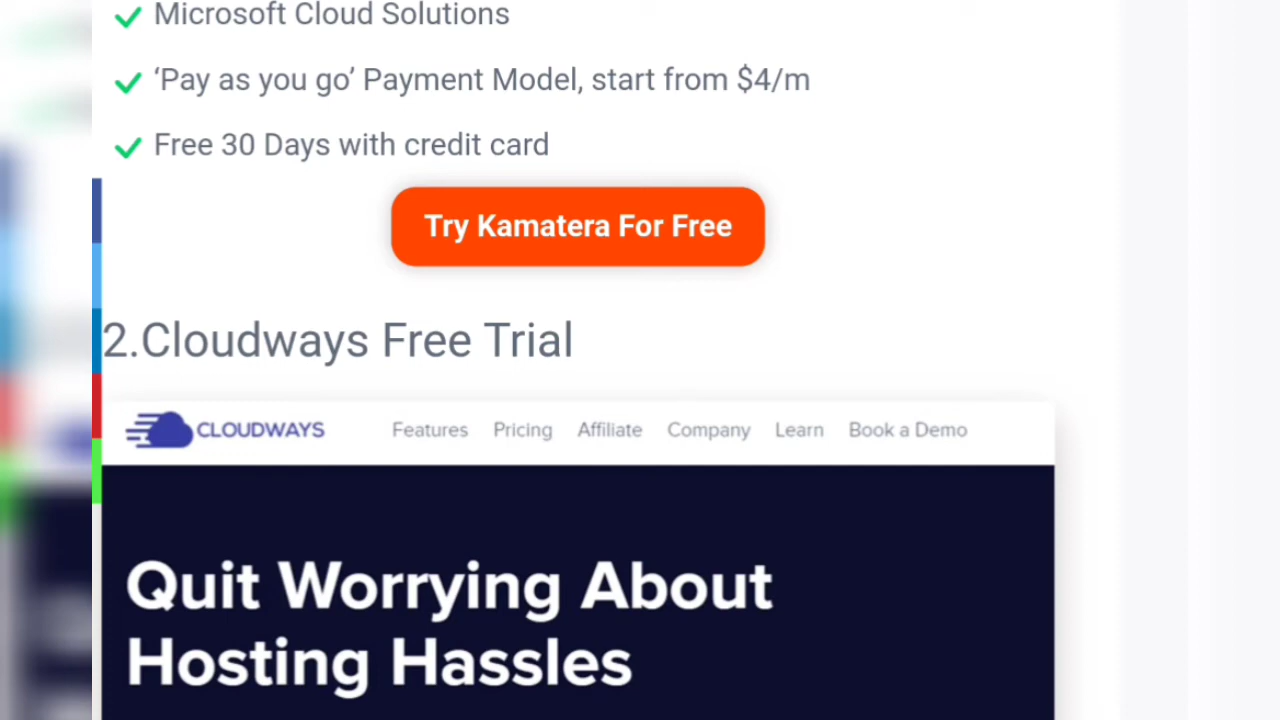 Microsoft Cloud Solutions
‘Pay as you go’ Payment Model, start from $4/m
Free 30 Days with credit card
Try Kamatera For Free
2.Cloudways Free Trial
CLOUDWAYS Features Pricing Affiliate Company Learn Book a Demo
Quit Worrying About
Hosting Hassles